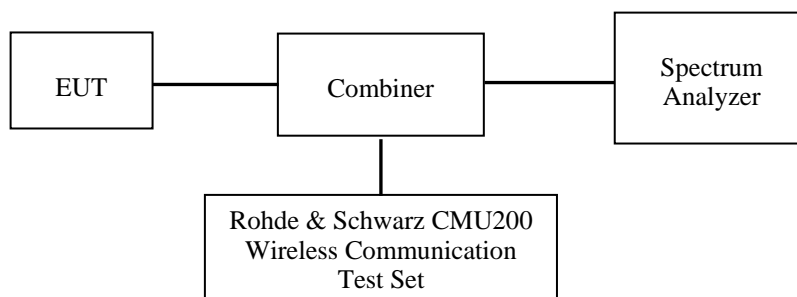 EUT
Combiner
Spectrum
Analyzer
Rohde & Schwarz CMU200
Wireless Communication
Test Set